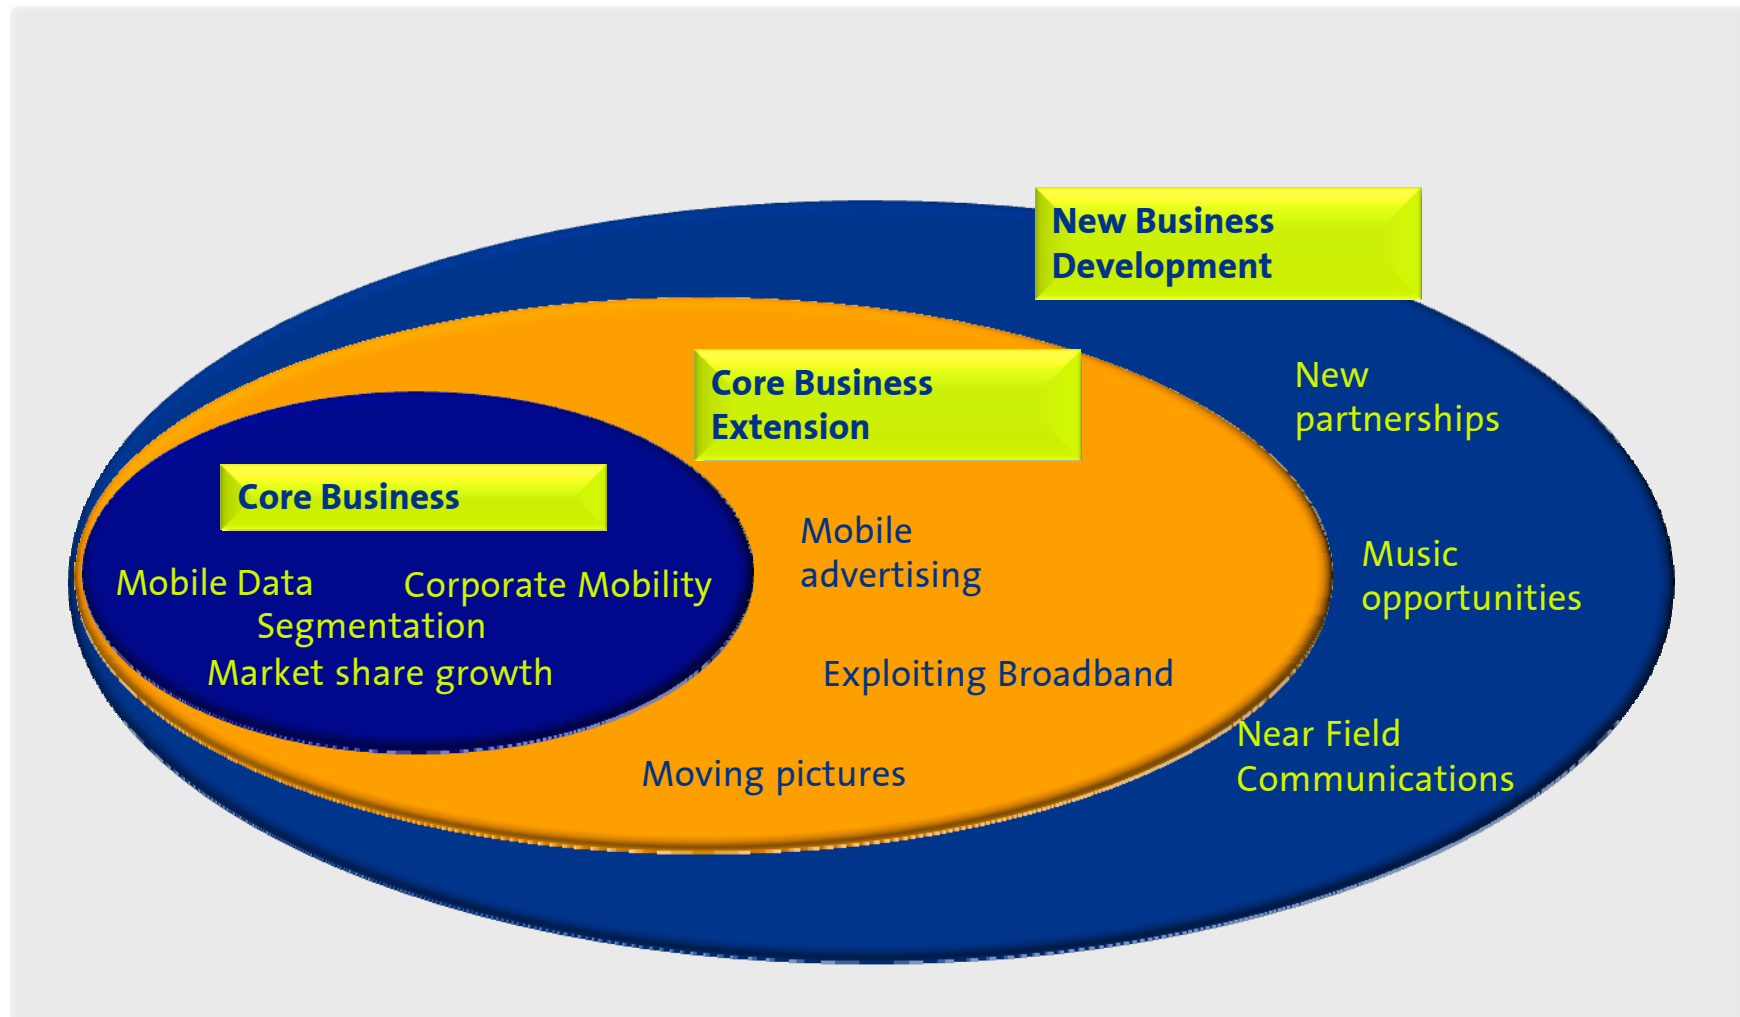 New Business
Development
Core Business
Extension
New
partnerships
Core Business
Mobile
advertising
Music
opportunities
Mobile Data
Corporate Mobility
Segmentation
Market share growth
Exploiting Broadband
Near Field
Communications
Moving pictures